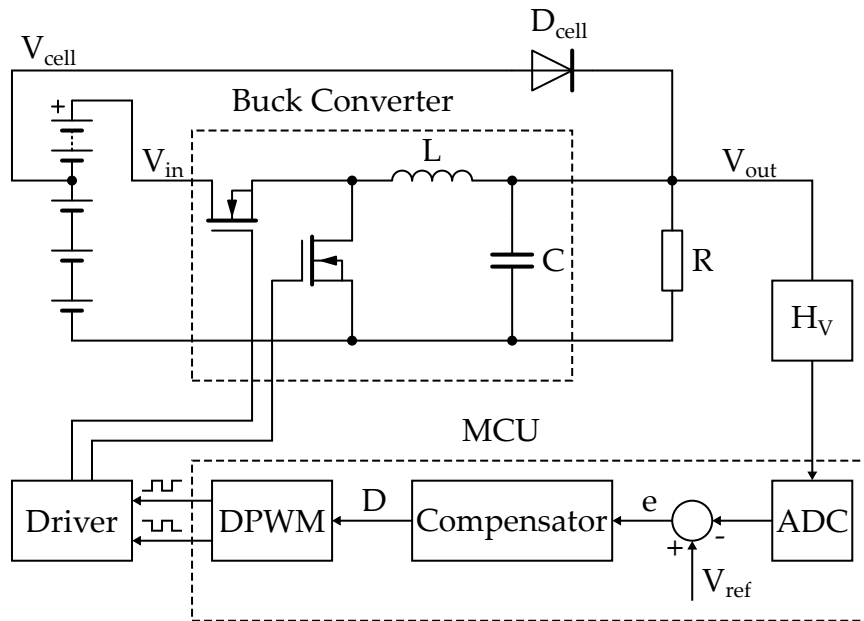 D_cell
V_cell
Buck Converter
+
V_in
L
V_out
C
R
H_V
MCU
Driver
DPWM
D
Compensator
e
+
-
V_ref
ADC